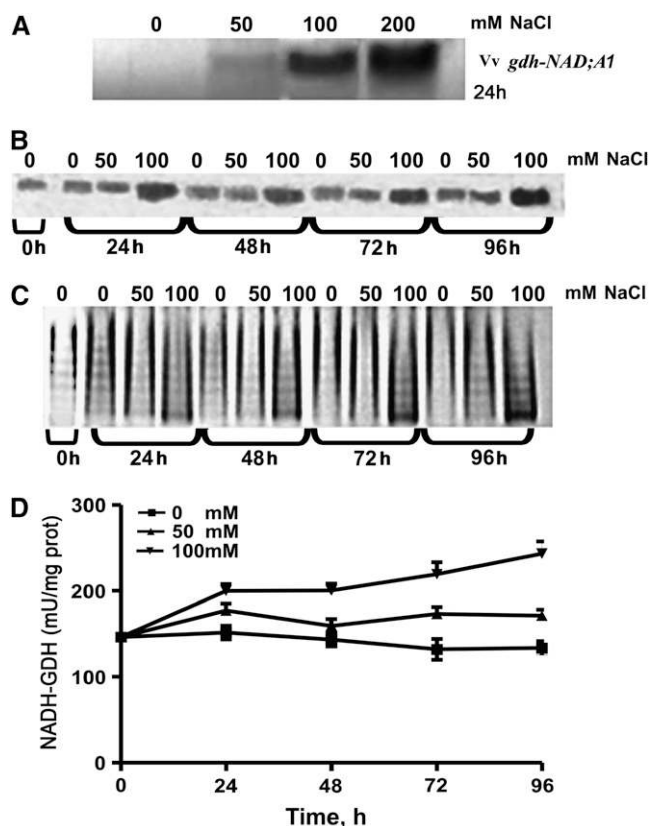 A
0 50 100 200 mM NaCl
Vv gdh-NAD;A1
24h
B
0 0 50 100 0 50 100 0 50 100 0 50 100 mM NaCl
0h 24h 48h 72h 96h
C
0 0 50 100 0 50 100 0 50 100 0 50 100 mM NaCl
0h 24h 48h 72h 96h
D
300
0 mM
50 mM
100mM
200
100
0
NADH-GDH (mU/mg prot)
0 24 48 72 96
Time, h